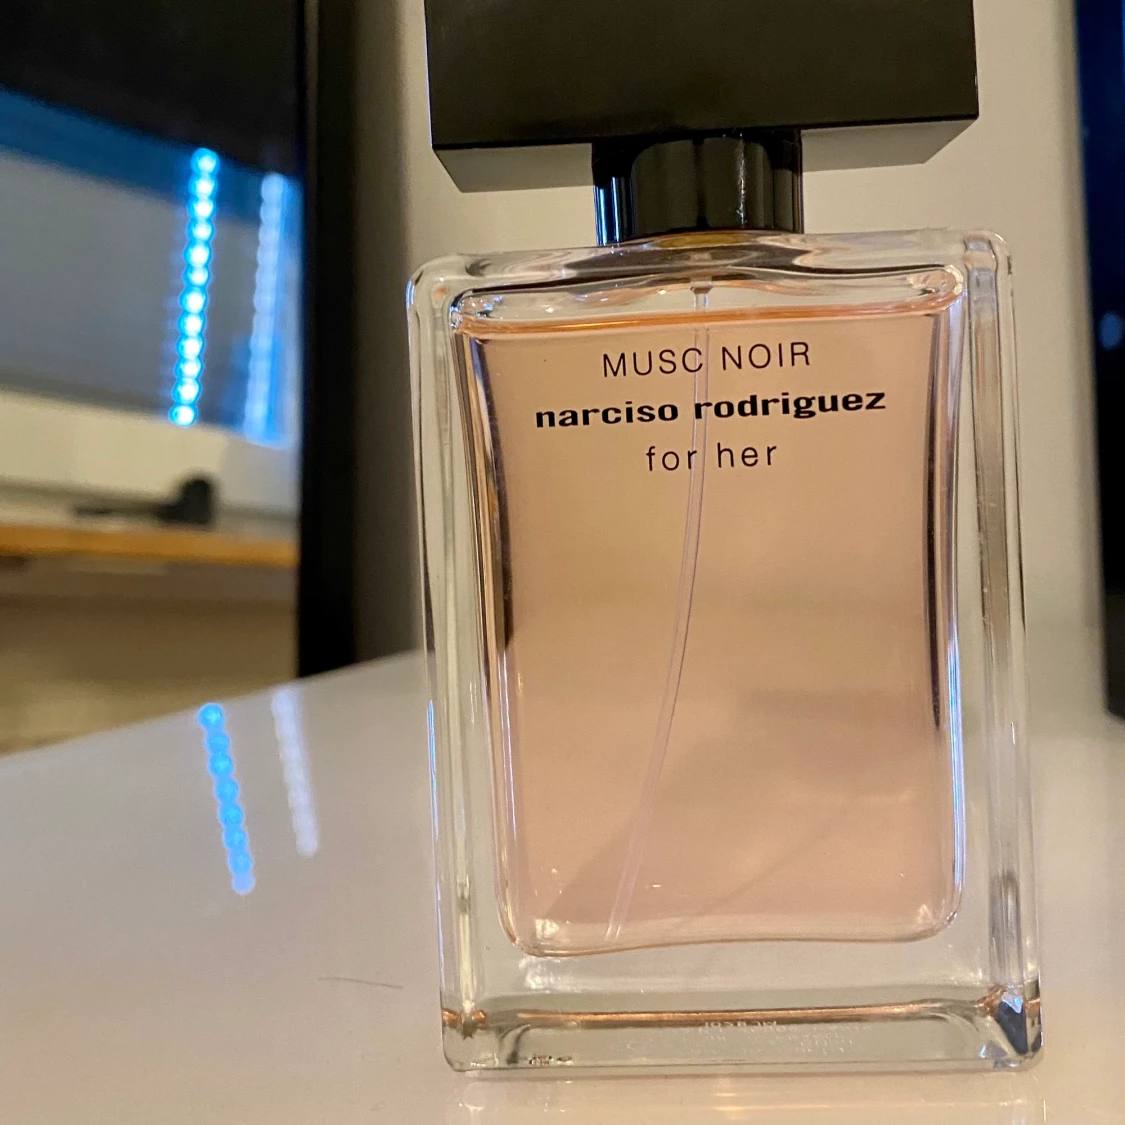 MUSC NOIR
narciso rodriguez
for her